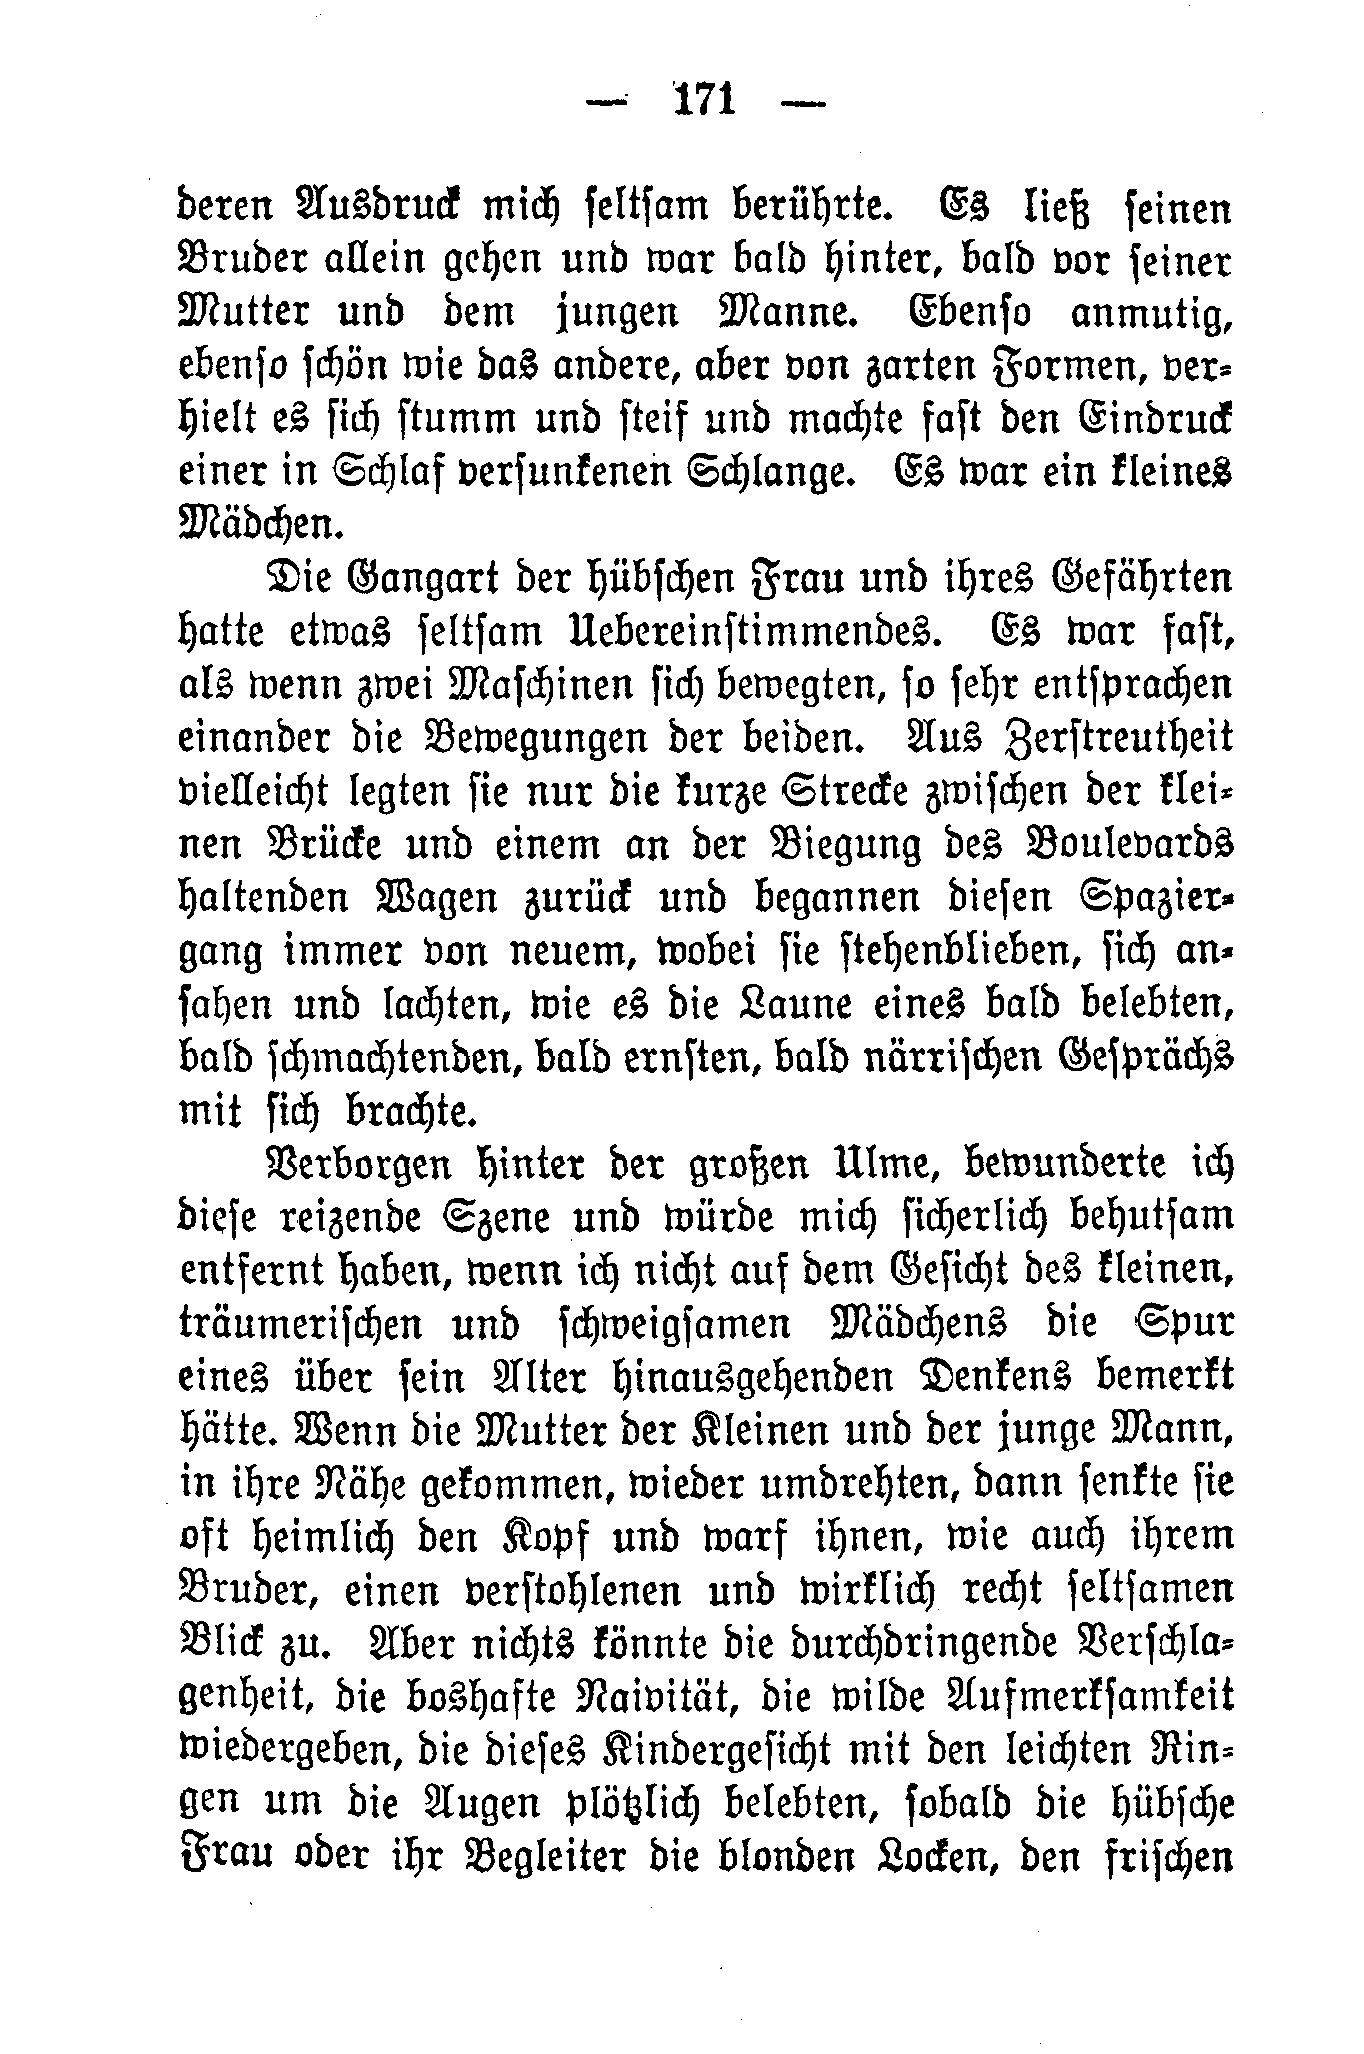 — 171 —
deren Ausdruck mich seltsam berührte. Es ließ seinen
Bruder allein gehen und war bald hinter, bald vor seiner
Mutter und dem jungen Manne. Ebenso anmutig,
ebenso schön wie das andere, aber von zarten Formen, ver-
hielt es sich stumm und steif und machte fast den Eindruck
einer in Schlaf versunkenen Schlange. Es war ein kleines
Mädchen.
Die Gangart der hübschen Frau und ihres Gefährten
hatte etwas seltsam Uebereinstimmendes. Es war fast,
als wenn zwei Maschinen sich bewegten, so sehr entsprachen
einander die Bewegungen der beiden. Aus Zerstreutheit
vielleicht legten sie nur die kurze Strecke zwischen der klei-
nen Brücke und einem an der Biegung des Boulevards
haltenden Wagen zurück und begannen diesen Spazier-
gang immer von neuem, wobei sie stehenblieben, sich an-
sahen und lachten, wie es die Laune eines bald belebten,
bald schmachtenden, bald ernsten, bald närrischen Gesprächs
mit sich brachte.
Verborgen hinter der großen Ulme, bewunderte ich
diese reizende Szene und würde mich sicherlich behutsam
entfernt haben, wenn ich nicht auf dem Gesicht des kleinen,
träumerischen und schweigsamen Mädchens die Spur
eines über sein Alter hinausgehenden Denkens bemerkt
hätte. Wenn die Mutter der Kleinen und der junge Mann,
in ihre Nähe gekommen, wieder umdrehten, dann senkte sie
oft heimlich den Kopf und warf ihnen, wie auch ihrem
Bruder, einen verstohlenen und wirklich recht seltsamen
Blick zu. Aber nichts könnte die durchdringende Verschla-
genheit, die boshafte Naivität, die wilde Aufmerksamkeit
wiedergeben, die dieses Kindergesicht mit den leichten Rin-
gen um die Augen plötzlich belebten, sobald die hübsche
Frau oder ihr Begleiter die blonden Locken, den frischen